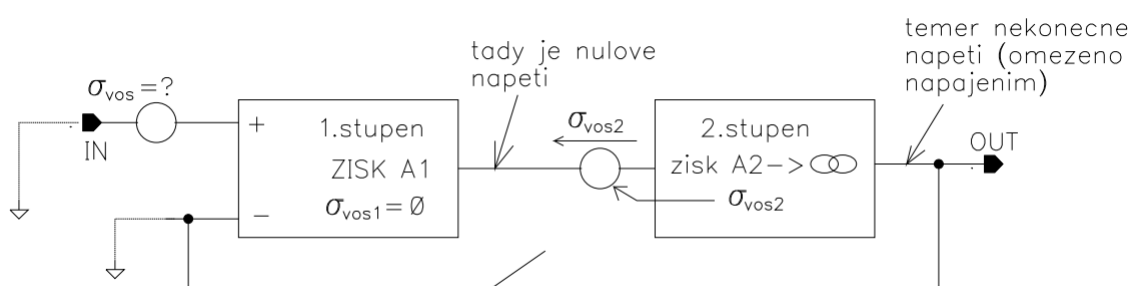 temer nekonecne
napeti (omezeno
napajenim)
tady je nulove
napeti
σvos=?
IN
+
1.stupen
ZISK A1
σvos1=Ø
−
σvos2
2.stupen
zisk A2->∞
σvos2
OUT